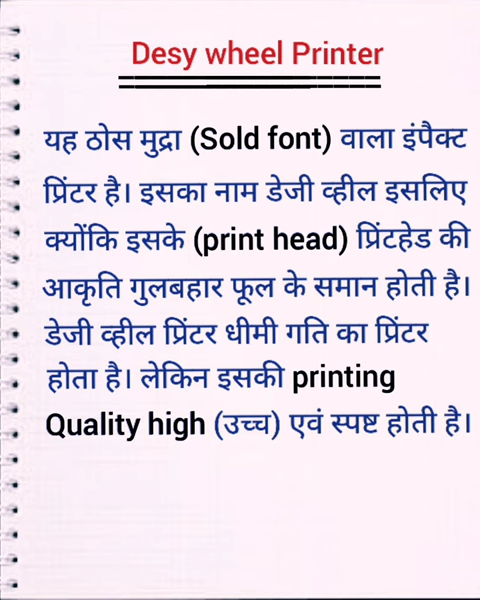 Desy wheel Printer
यह ठोस मुद्रा (Sold font) वाला इंपैक्ट
प्रिंटर है। इसका नाम डेजी व्हील इसलिए
क्योंकि इसके (print head) प्रिंटहेड की
आकृति गुलबहार फूल के समान होती है।
डेजी व्हील प्रिंटर धीमी गति का प्रिंटर
होता है। लेकिन इसकी printing
Quality high (उच्च) एवं स्पष्ट होती है।